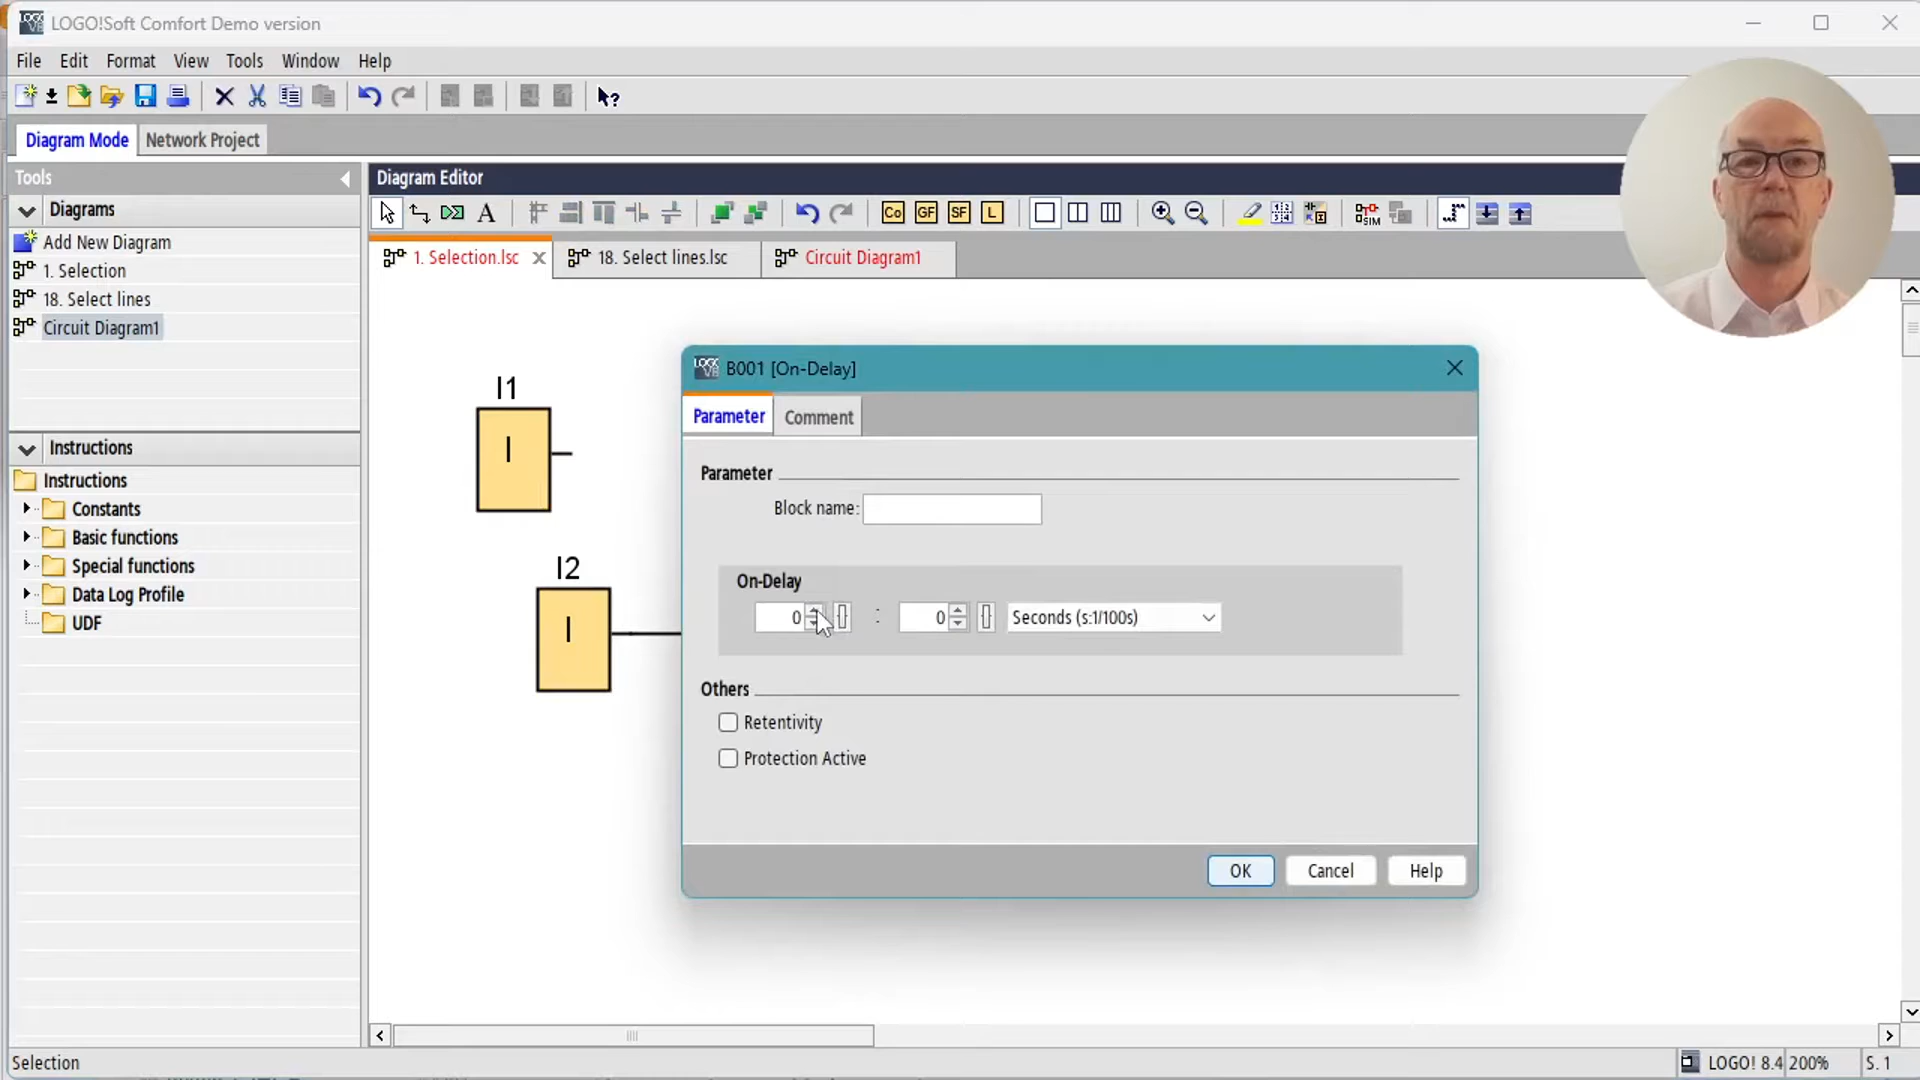 LOGO!Soft Comfort Demo version
File Edit Format View Tools Window Help
Diagram Mode Network Project
Tools
Diagrams
Add New Diagram
1. Selection
18. Select lines
Circuit Diagram1
Instructions
Instructions
Constants
Basic functions
Special functions
Data Log Profile
UDF
Diagram Editor
A Co GF SF L SIM
1. Selection.lsc 18. Select lines.lsc Circuit Diagram1
I1
I
I2
I
B001 [On-Delay]
Parameter Comment
Parameter
Block name:
On-Delay
0 : 0 Seconds (s:1/100s)
Others
Retentivity
Protection Active
OK Cancel Help
Selection
LOGO! 8.4 200% S. 1